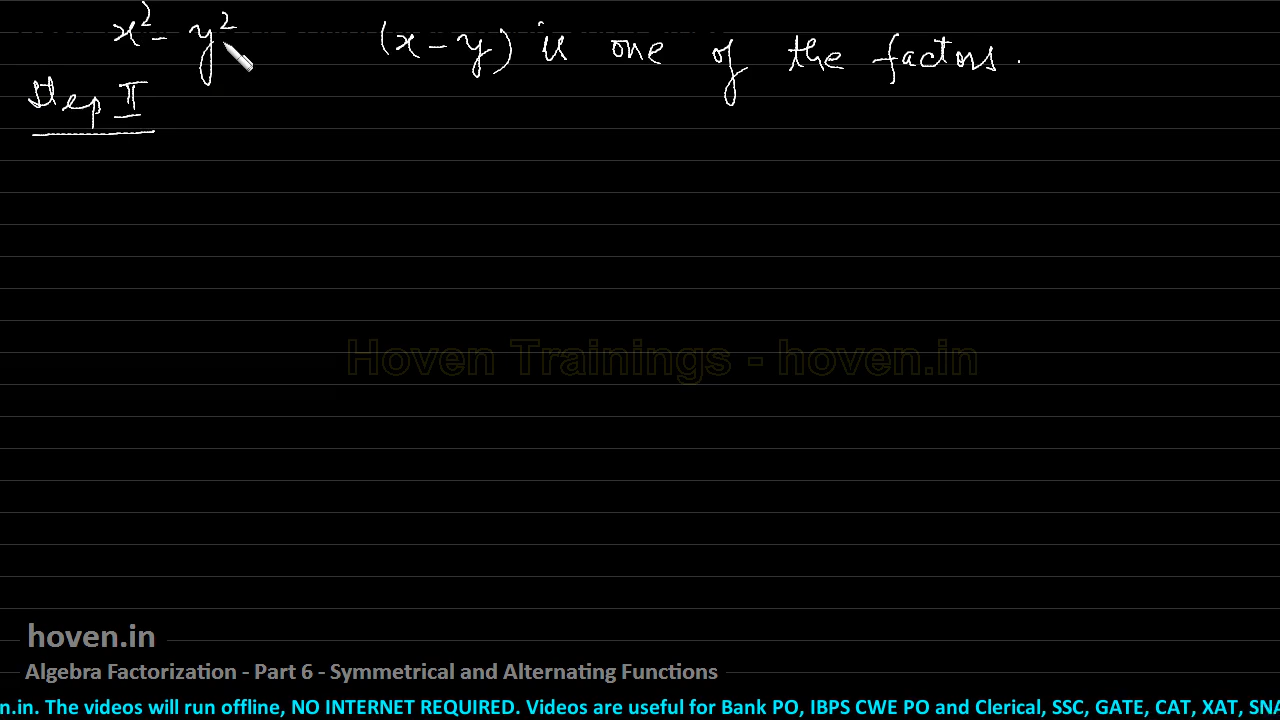 x² - y² (x - y) is one of the factors.
Step II
Hoven Trainings - hoven.in
hoven.in
Algebra Factorization - Part 6 - Symmetrical and Alternating Functions
n.in. The videos will run offline, NO INTERNET REQUIRED. Videos are useful for Bank PO, IBPS CWE PO and Clerical, SSC, GATE, CAT, XAT, SNA